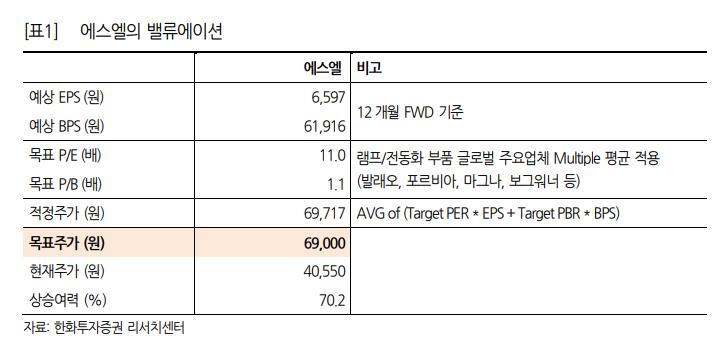 [표1] 에스엘의 밸류에이션
에스엘 비고
예상 EPS (원) 6,597 12개월 FWD 기준
예상 BPS (원) 61,916
목표 P/E (배) 11.0 램프/전동화 부품 글로벌 주요업체 Multiple 평균 적용
목표 P/B (배) 1.1 (발래오, 포르비아, 마그나, 보그워너 등)
적정주가 (원) 69,717 AVG of (Target PER * EPS + Target PBR * BPS)
목표주가 (원) 69,000
현재주가 (원) 40,550
상승여력 (%) 70.2
자료: 한화투자증권 리서치센터